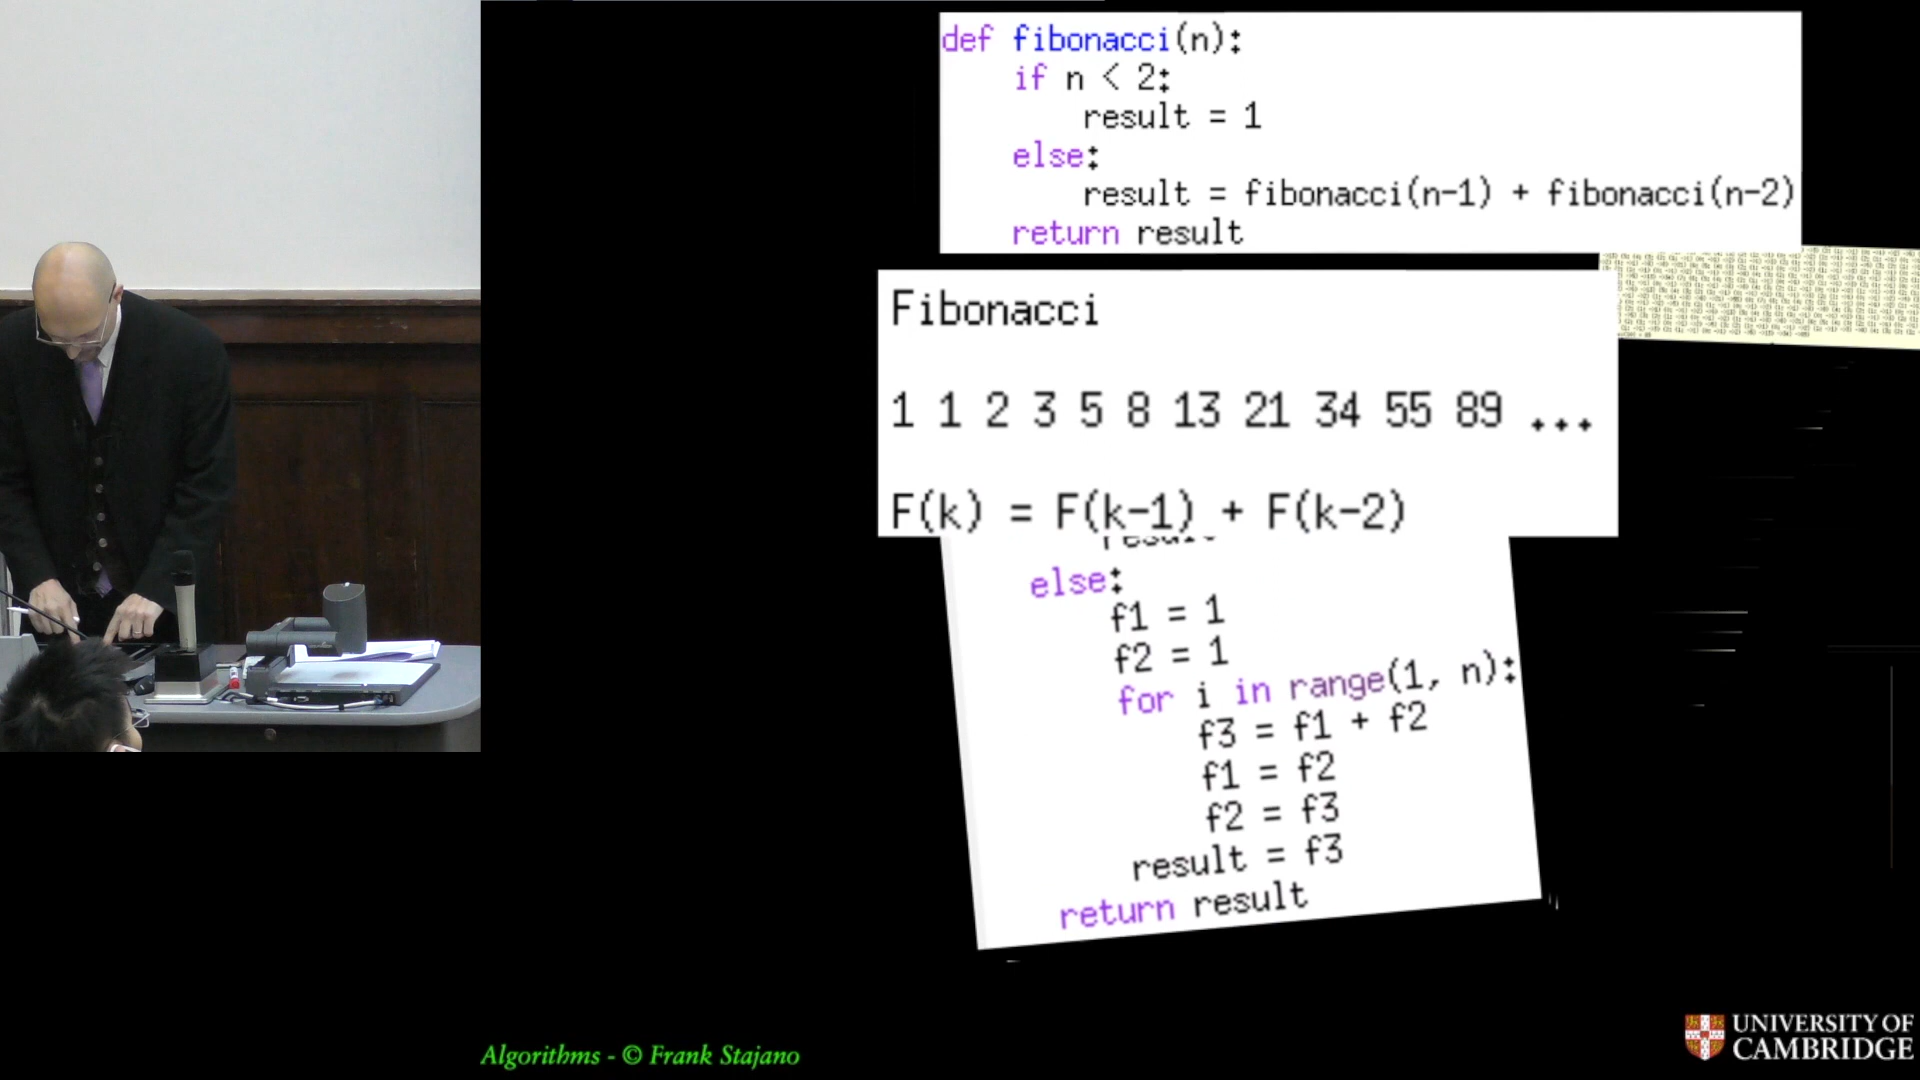 def fibonacci(n):
if n < 2:
result = 1
else:
result = fibonacci(n-1) + fibonacci(n-2)
return result
Fibonacci
1 1 2 3 5 8 13 21 34 55 89 ...
F(k) = F(k-1) + F(k-2)
else:
f1 = 1
f2 = 1
for i in range(1, n):
f3 = f1 + f2
f1 = f2
f2 = f3
result = f3
return result
Algorithms - © Frank Stajano
UNIVERSITY OF
CAMBRIDGE